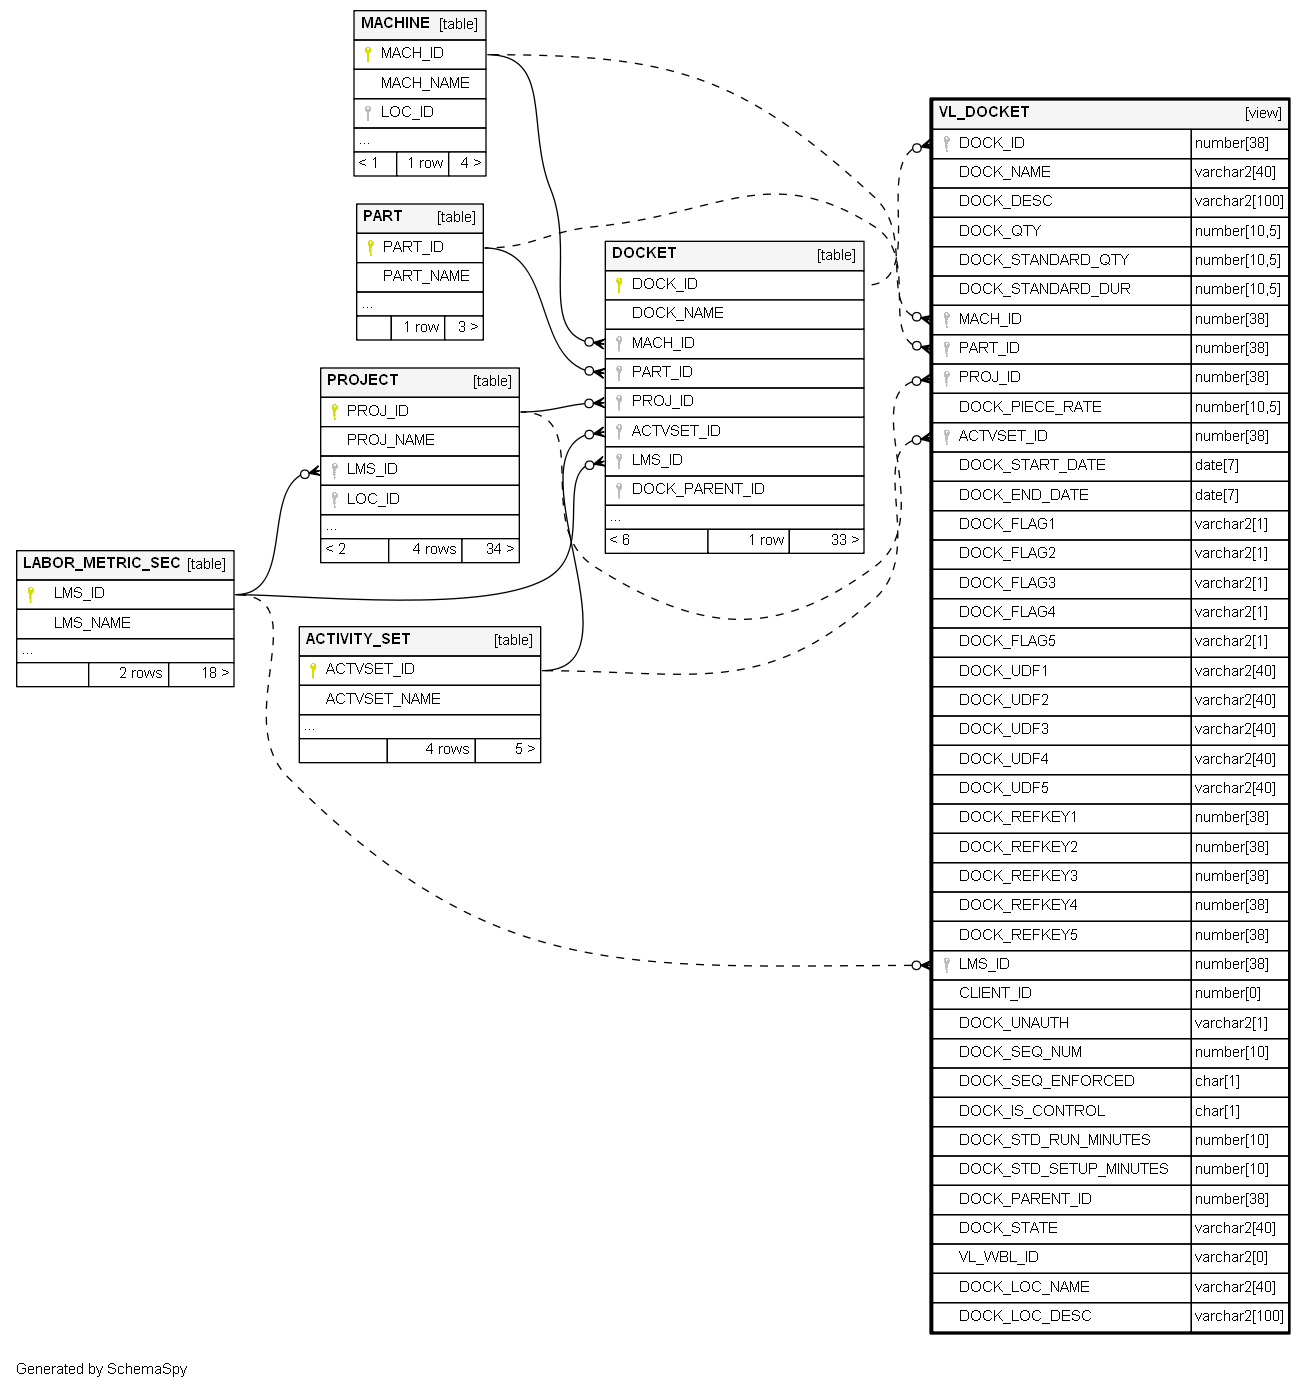 MACHINE [table]
MACH_ID
MACH_NAME
LOC_ID
...
< 1 1 row 4 >
PART [table]
PART_ID
PART_NAME
...
1 row 3 >
PROJECT [table]
PROJ_ID
PROJ_NAME
LMS_ID
LOC_ID
...
< 2 4 rows 34 >
LABOR_METRIC_SEC [table]
LMS_ID
LMS_NAME
...
2 rows 18 >
ACTIVITY_SET [table]
ACTVSET_ID
ACTVSET_NAME
...
4 rows 5 >
DOCKET [table]
DOCK_ID
DOCK_NAME
MACH_ID
PART_ID
PROJ_ID
ACTVSET_ID
LMS_ID
DOCK_PARENT_ID
...
< 6 1 row 33 >
VL_DOCKET [view]
DOCK_ID number[38]
DOCK_NAME varchar2[40]
DOCK_DESC varchar2[100]
DOCK_QTY number[10,5]
DOCK_STANDARD_QTY number[10,5]
DOCK_STANDARD_DUR number[10,5]
MACH_ID number[38]
PART_ID number[38]
PROJ_ID number[38]
DOCK_PIECE_RATE number[10,5]
ACTVSET_ID number[38]
DOCK_START_DATE date[7]
DOCK_END_DATE date[7]
DOCK_FLAG1 varchar2[1]
DOCK_FLAG2 varchar2[1]
DOCK_FLAG3 varchar2[1]
DOCK_FLAG4 varchar2[1]
DOCK_FLAG5 varchar2[1]
DOCK_UDF1 varchar2[40]
DOCK_UDF2 varchar2[40]
DOCK_UDF3 varchar2[40]
DOCK_UDF4 varchar2[40]
DOCK_UDF5 varchar2[40]
DOCK_REFKEY1 number[38]
DOCK_REFKEY2 number[38]
DOCK_REFKEY3 number[38]
DOCK_REFKEY4 number[38]
DOCK_REFKEY5 number[38]
LMS_ID number[38]
CLIENT_ID number[0]
DOCK_UNAUTH varchar2[1]
DOCK_SEQ_NUM number[10]
DOCK_SEQ_ENFORCED char[1]
DOCK_IS_CONTROL char[1]
DOCK_STD_RUN_MINUTES number[10]
DOCK_STD_SETUP_MINUTES number[10]
DOCK_PARENT_ID number[38]
DOCK_STATE varchar2[40]
VL_WBL_ID varchar2[0]
DOCK_LOC_NAME varchar2[40]
DOCK_LOC_DESC varchar2[100]
Generated by SchemaSpy